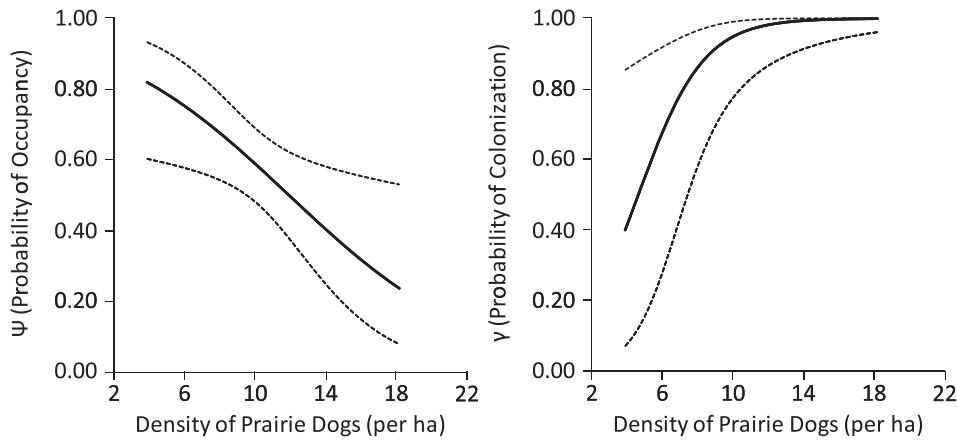 Ψ (Probability of Occupancy)
1.00
0.80
0.60
0.40
0.20
0.00
2 6 10 14 18 22
Density of Prairie Dogs (per ha)
γ (Probability of Colonization)
1.00
0.80
0.60
0.40
0.20
0.00
2 6 10 14 18 22
Density of Prairie Dogs (per ha)